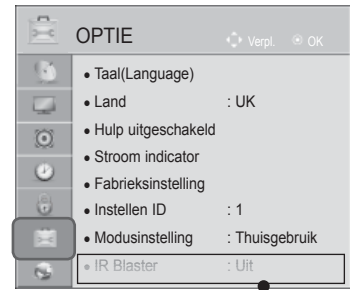 OPTIE
Verpl. OK
• Taal(Language)
• Land : UK
• Hulp uitgeschakeld
• Stroom indicator
• Fabrieksinstelling
• Instellen ID : 1
• Modusinstelling : Thuisgebruik
• IR Blaster : Uit